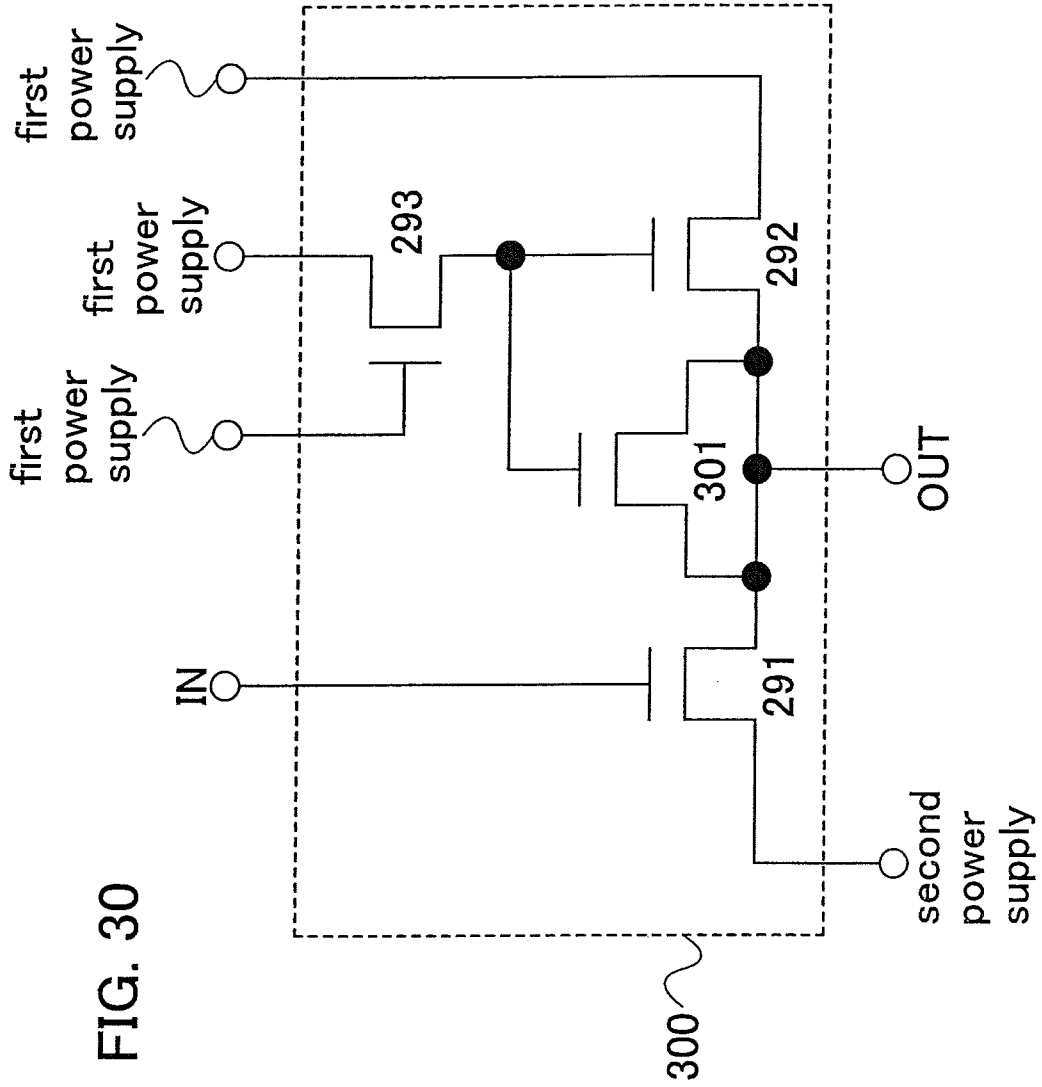 FIG. 30
300
IN
first
power
supply
first
power
supply
first
power
supply
293
291
301
292
second
power
supply
OUT